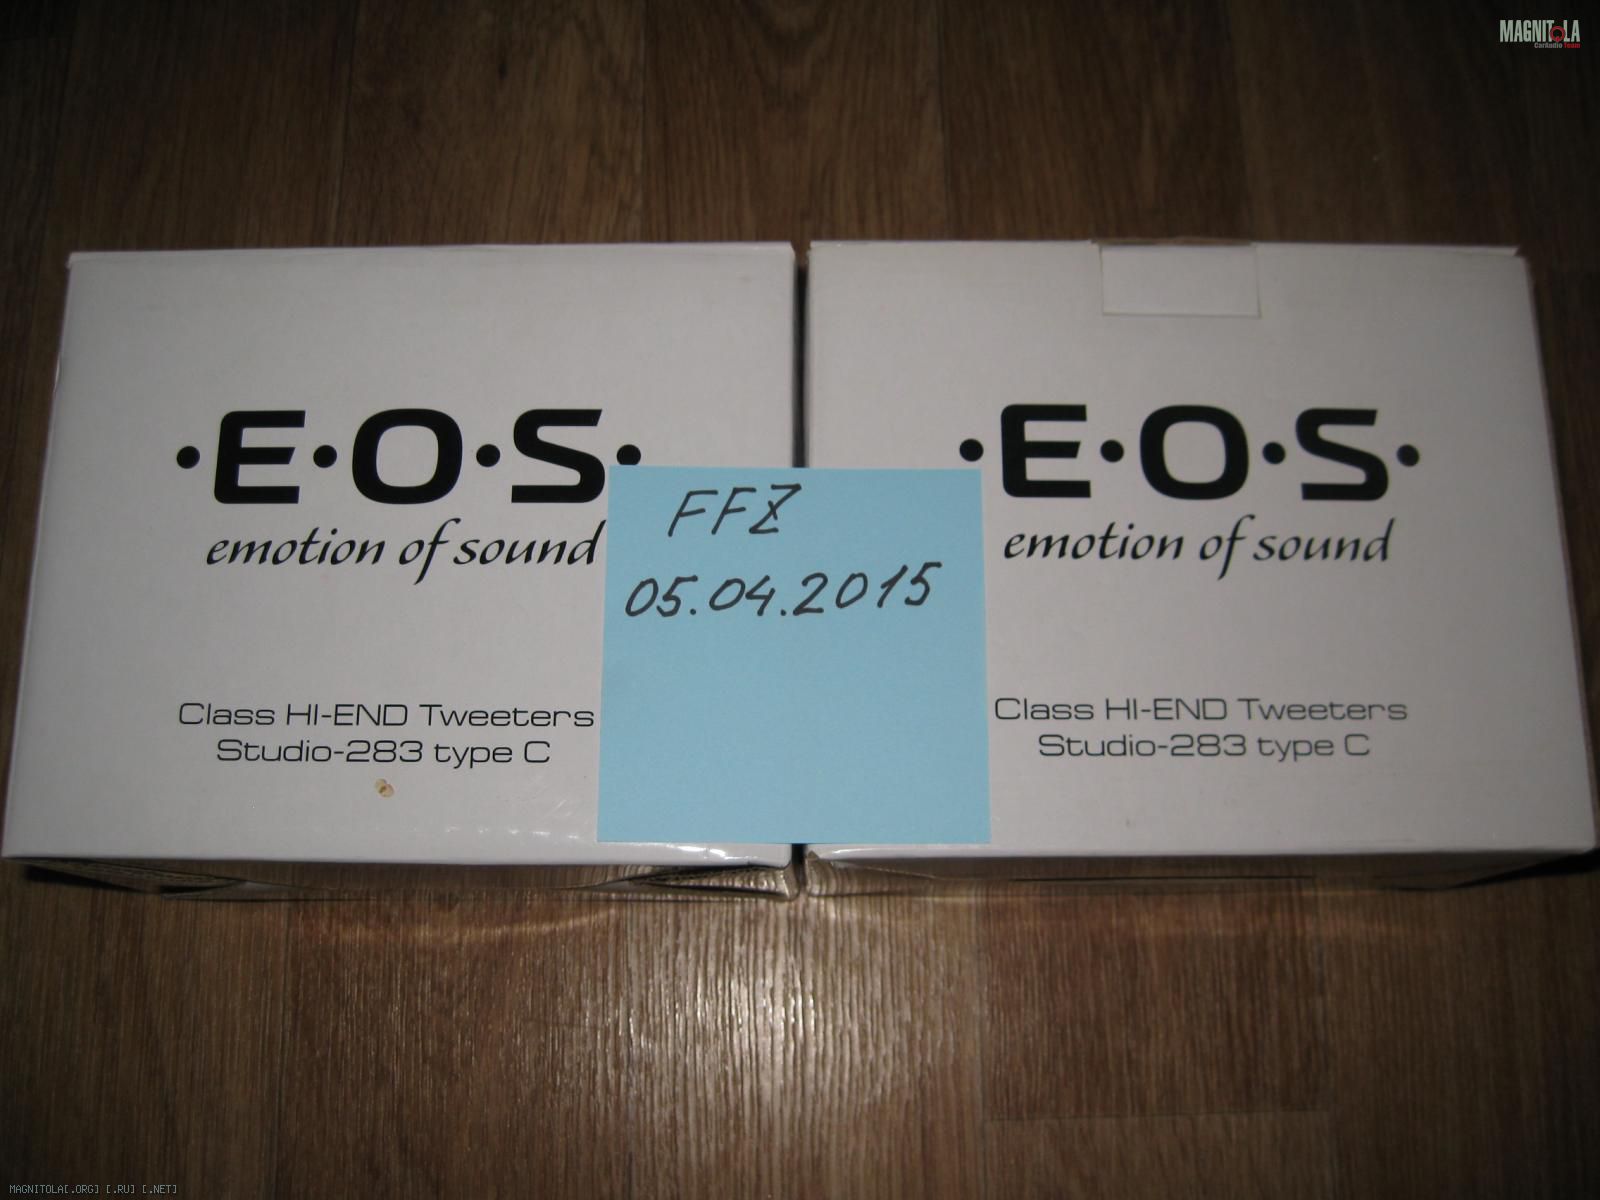 MAGNITOLA
CarAudio Team
·E·O·S·
emotion of sound
Class HI-END Tweeters
Studio-283 type C
FFZ
05.04.2015
·E·O·S·
emotion of sound
Class HI-END Tweeters
Studio-283 type C
MAGNITOLA[.ORG] [.RU] [.NET]